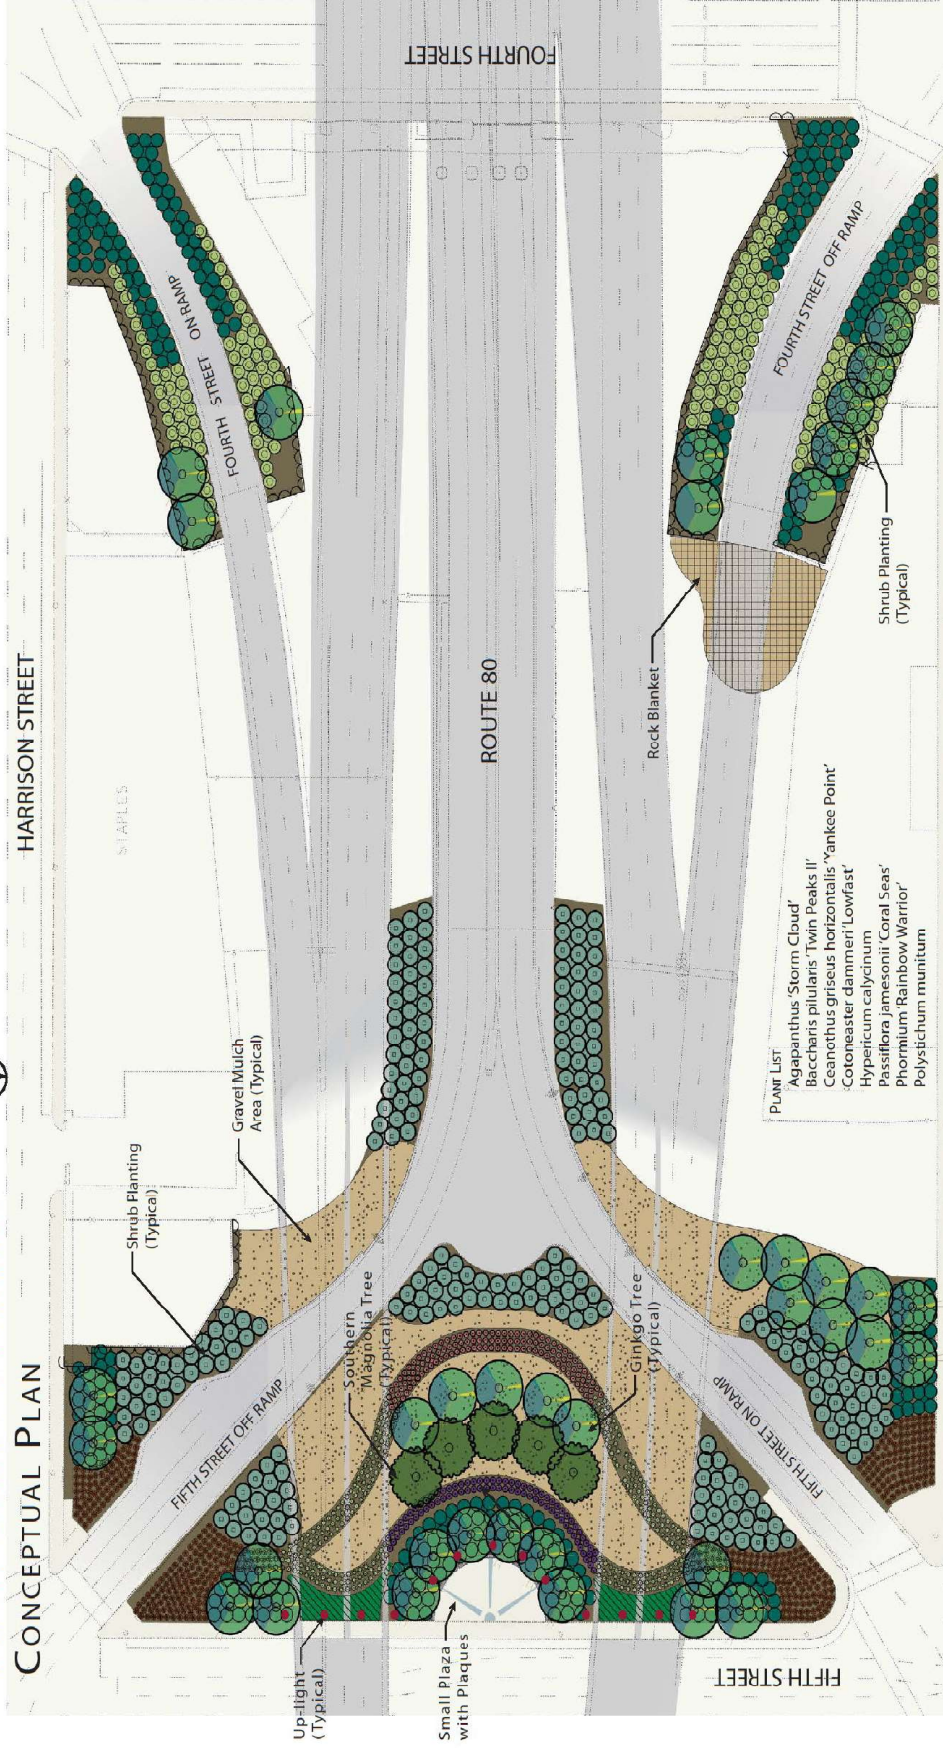 CONCEPTUAL PLAN
HARRISON STREET
STAPLES
FOURTH STREET
FOURTH STREET ON RAMP
FOURTH STREET OFF RAMP
ROUTE 80
Rock Blanket
Shrub Planting
(Typical)
Gravel Mulch
Area (Typical)
Shrub Planting
(Typical)
Southern
Magnolia Tree
(Typical)
Ginkgo Tree
(Typical)
FIFTH STREET OFF RAMP
FIFTH STREET ON RAMP
Up-light
(Typical)
Small Plaza
with Plaques
FIFTH STREET
PLANT LIST
Agapanthus 'Storm Cloud'
Baccharis pilularis 'Twin Peaks II'
Ceanothus griseus horizontalis 'Yankee Point'
Cotoneaster dammeri 'Lowfast'
Hypericum calycinum
Passiflora jamesonii 'Coral Seas'
Phormium 'Rainbow Warrior'
Polystichum munitum